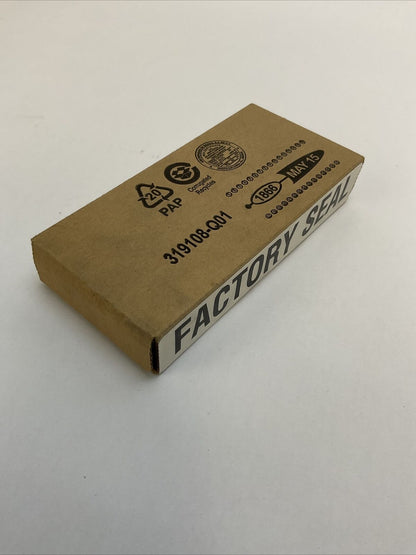 20
PAP
Corrugated
Recycles
319108-Q01
1866
MAY 15
FACTORY SEAL